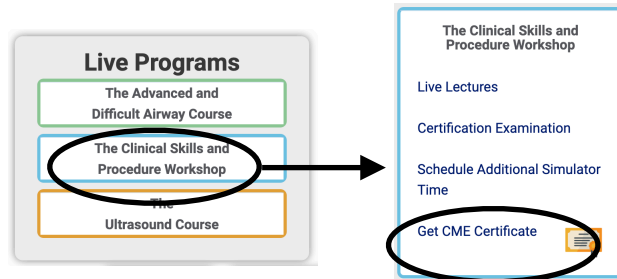 Live Programs
The Advanced and
Difficult Airway Course
The Clinical Skills and
Procedure Workshop
The
Ultrasound Course
The Clinical Skills and
Procedure Workshop
Live Lectures
Certification Examination
Schedule Additional Simulator
Time
Get CME Certificate